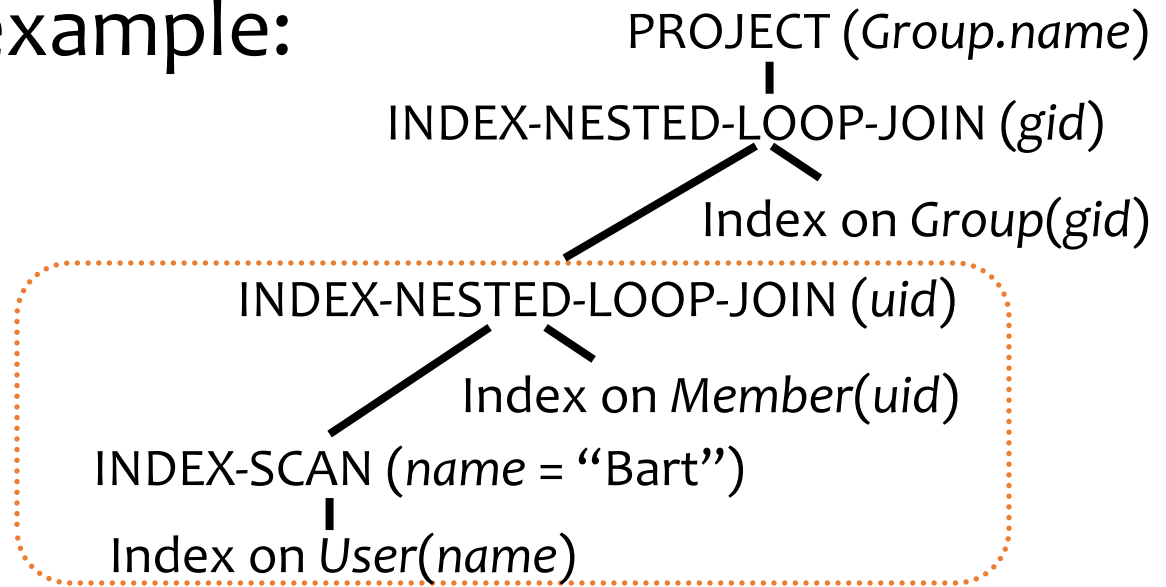 xample:
PROJECT (Group.name)
INDEX-NESTED-LOOP-JOIN (gid)
Index on Group(gid)
INDEX-NESTED-LOOP-JOIN (uid)
Index on Member(uid)
INDEX-SCAN (name = “Bart”)
Index on User(name)